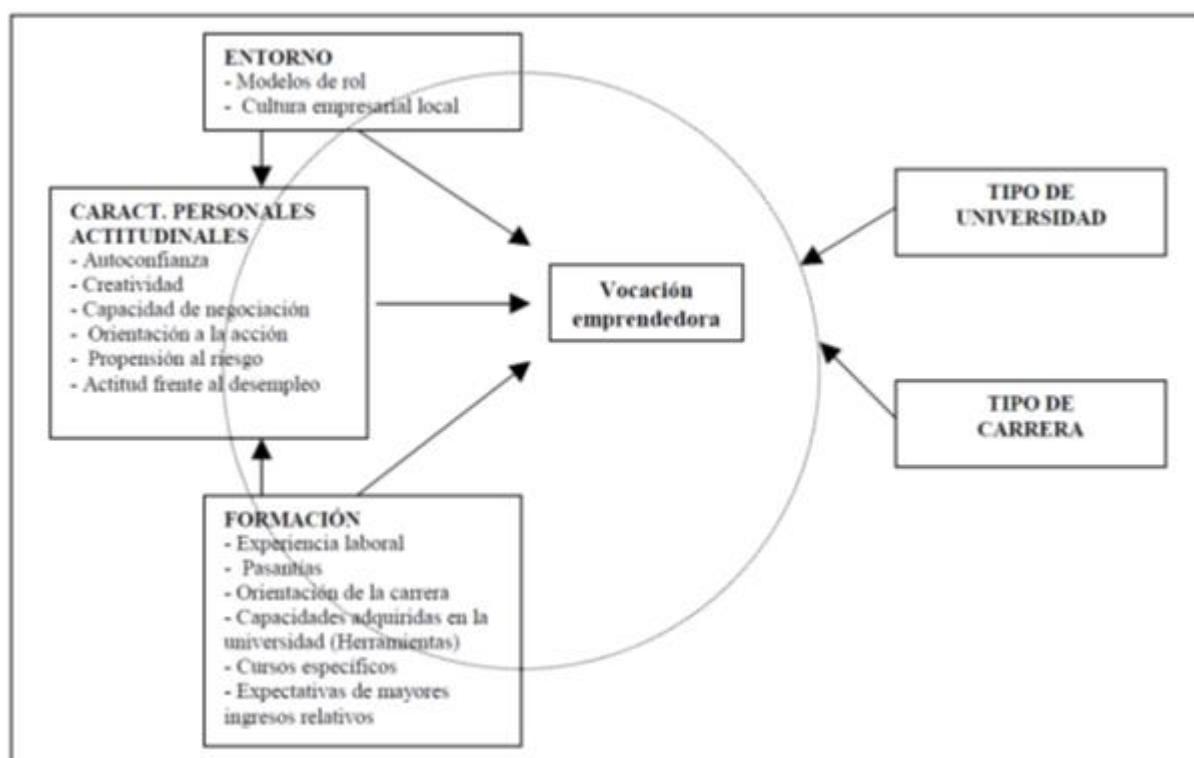 ENTORNO
- Modelos de rol
- Cultura empresarial local
CARACT. PERSONALES
ACTITUDINALES
- Autoconfianza
- Creatividad
- Capacidad de negociación
- Orientación a la acción
- Propensión al riesgo
- Actitud frente al desempleo
Vocación
emprendedora
TIPO DE
UNIVERSIDAD
TIPO DE
CARRERA
FORMACIÓN
- Experiencia laboral
- Pasantías
- Orientación de la carrera
- Capacidades adquiridas en la
universidad (Herramientas)
- Cursos específicos
- Expectativas de mayores
ingresos relativos